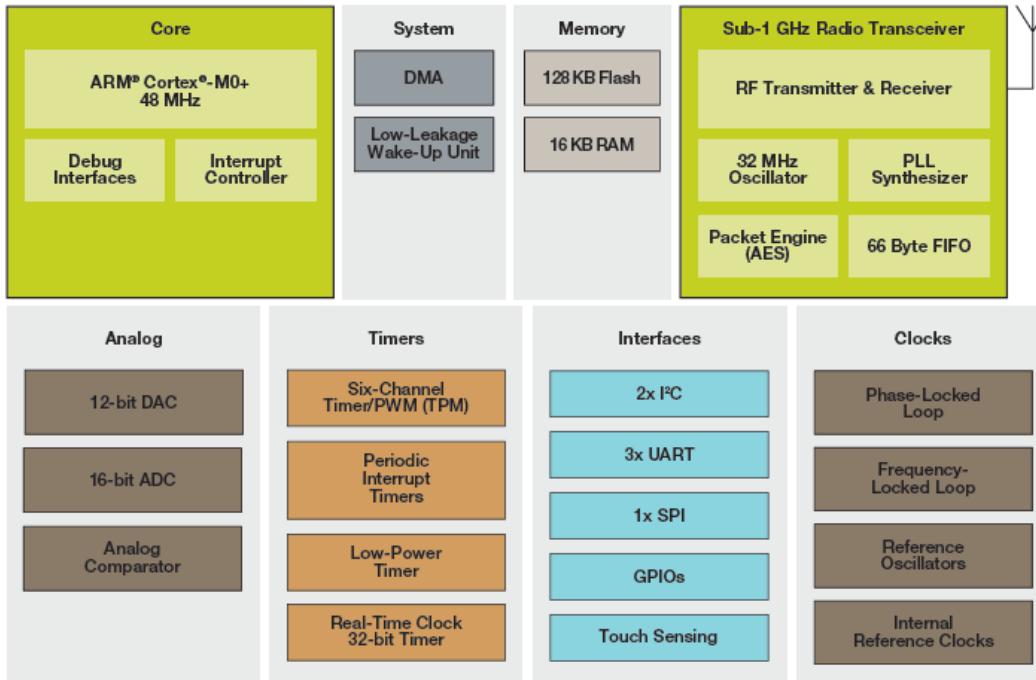 Core
ARM® Cortex®-M0+
48 MHz
Debug
Interfaces
Interrupt
Controller
System
DMA
Low-Leakage
Wake-Up Unit
Memory
128 KB Flash
16 KB RAM
Sub-1 GHz Radio Transceiver
RF Transmitter & Receiver
32 MHz
Oscillator
PLL
Synthesizer
Packet Engine
(AES)
66 Byte FIFO
Analog
12-bit DAC
16-bit ADC
Analog
Comparator
Timers
Six-Channel
Timer/PWM (TPM)
Periodic
Interrupt
Timers
Low-Power
Timer
Real-Time Clock
32-bit Timer
Interfaces
2x I²C
3x UART
1x SPI
GPIOs
Touch Sensing
Clocks
Phase-Locked
Loop
Frequency-
Locked Loop
Reference
Oscillators
Internal
Reference Clocks